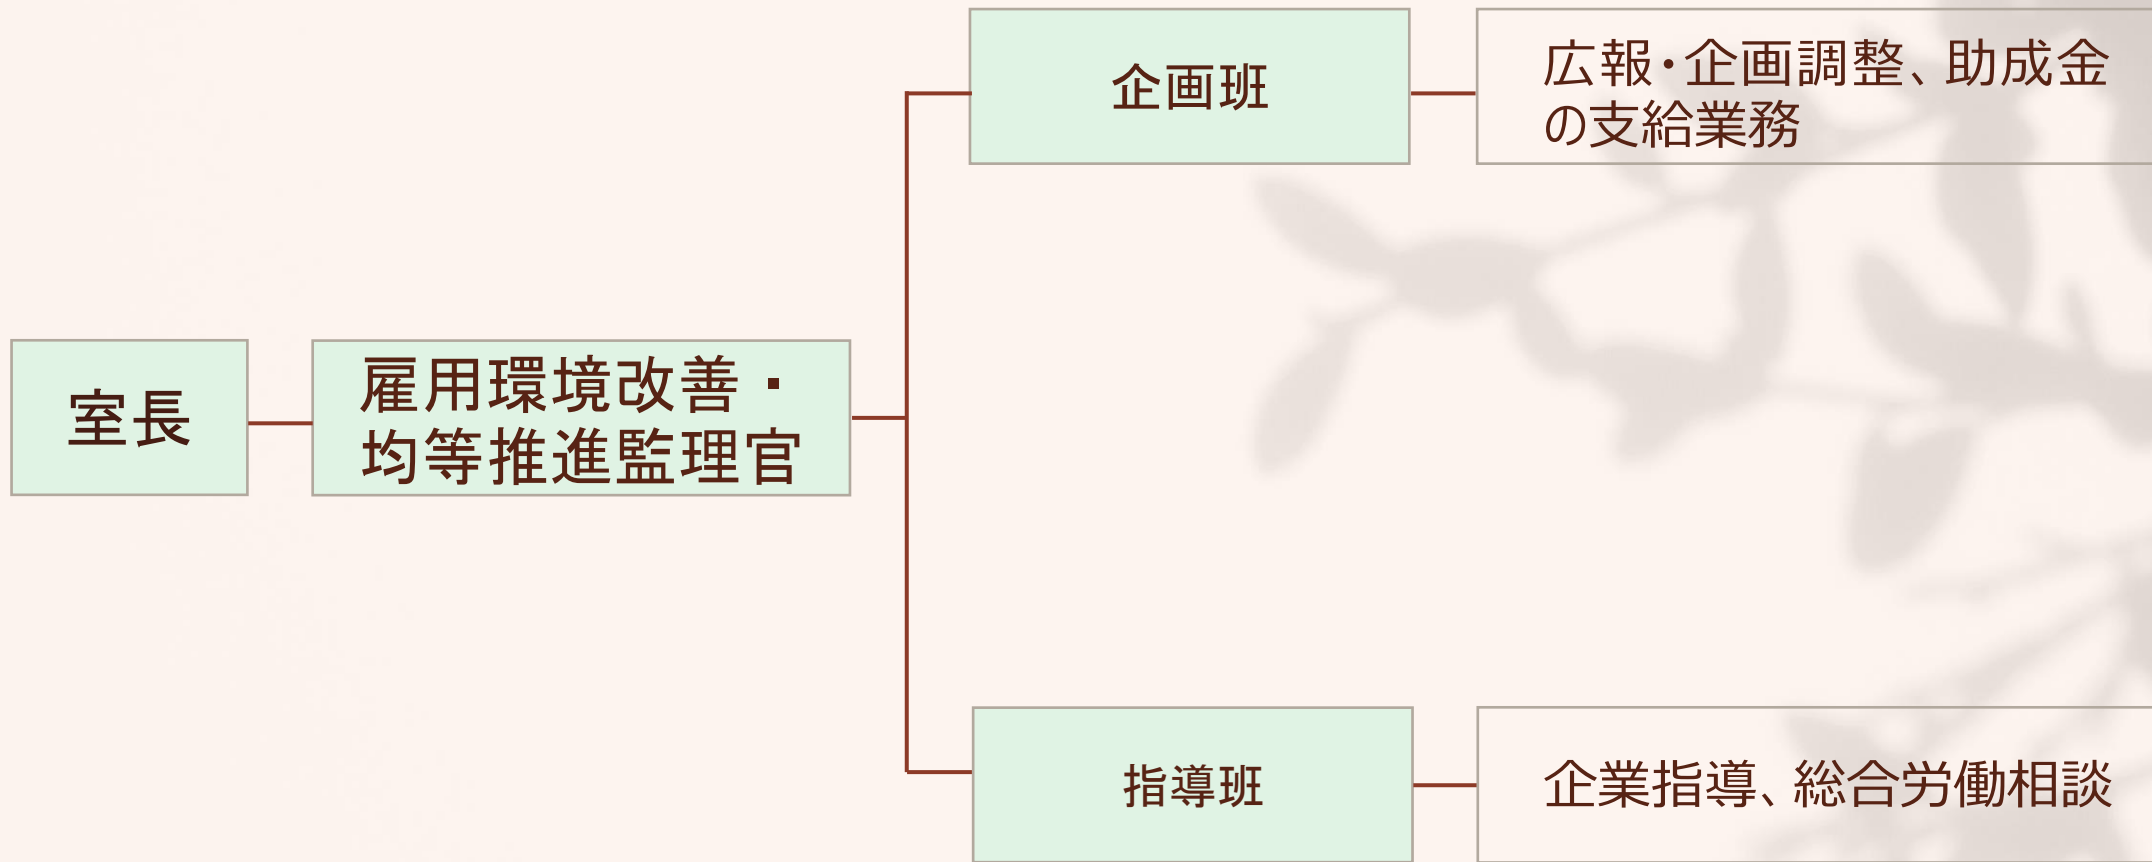 企画班
広報・企画調整、助成金
の支給業務
室長
雇用環境改善・
均等推進監理官
指導班
企業指導、総合労働相談